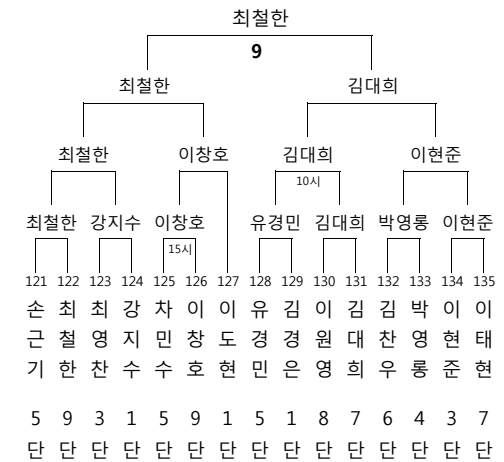 최철한
9
최철한 김대희
최철한 이창호 김대희 이현준
10시
최철한 강지수 이창호 유경민 김대희 박영롱 이현준
15시
121 122 123 124 125 126 127 128 129 130 131 132 133 134 135
손 최 최 강 차 이 이 유 김 이 김 김 박 이 이
근 철 영 지 민 창 도 경 경 원 대 찬 영 현 태
기 한 찬 수 수 호 현 민 은 영 희 우 롱 준 현
5 9 3 1 5 9 1 5 1 8 7 6 4 3 7
단 단 단 단 단 단 단 단 단 단 단 단 단 단 단